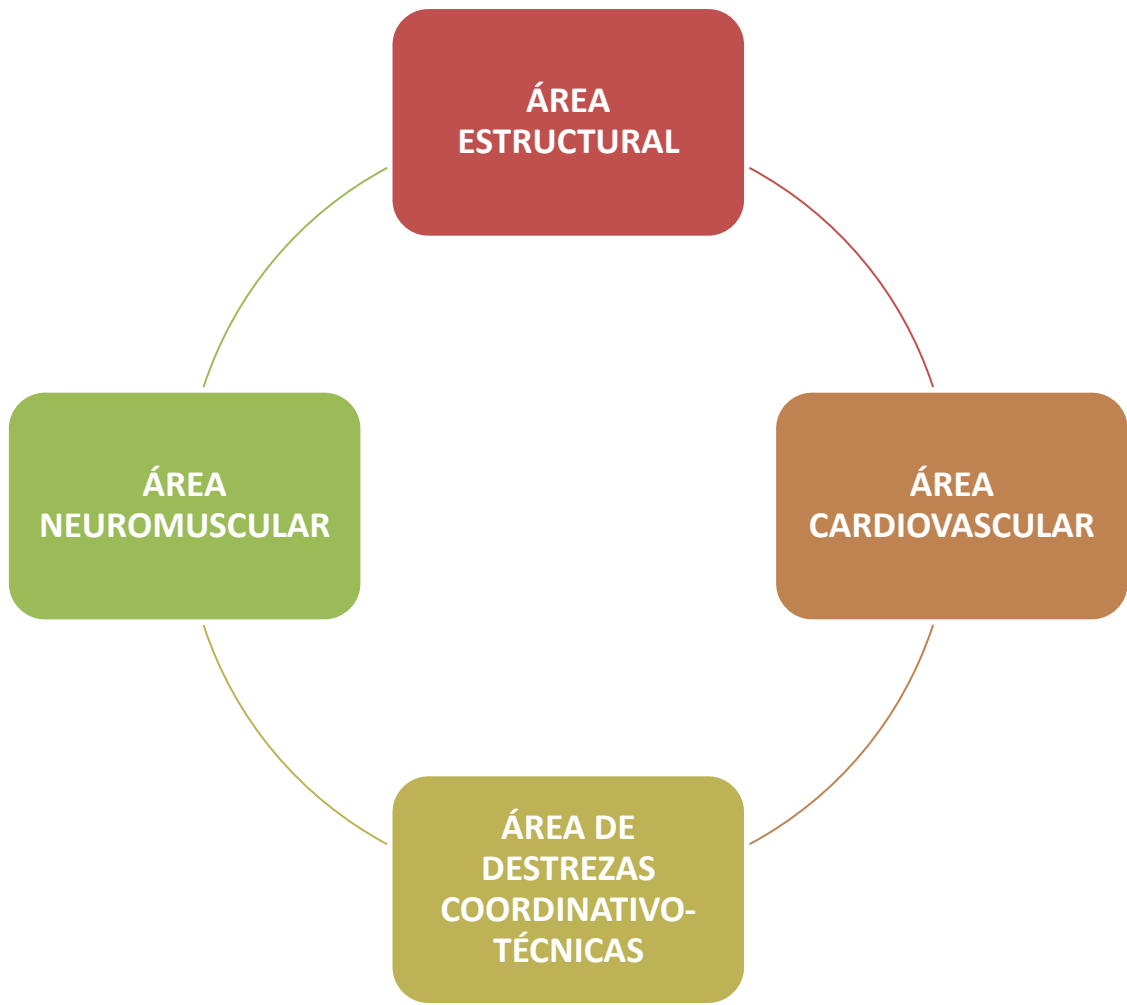 ÁREA
ESTRUCTURAL
ÁREA
NEUROMUSCULAR
ÁREA
CARDIOVASCULAR
ÁREA DE
DESTREZAS
COORDINATIVO-
TÉCNICAS